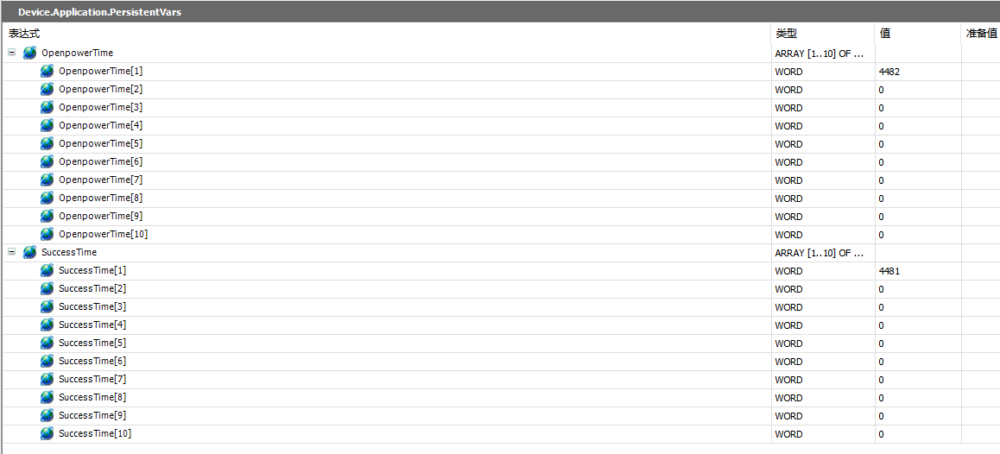 Device.Application.PersistentVars
表达式 类型 值 准备值
OpenpowerTime ARRAY [1..10] OF ...
OpenpowerTime[1] WORD 4482
OpenpowerTime[2] WORD 0
OpenpowerTime[3] WORD 0
OpenpowerTime[4] WORD 0
OpenpowerTime[5] WORD 0
OpenpowerTime[6] WORD 0
OpenpowerTime[7] WORD 0
OpenpowerTime[8] WORD 0
OpenpowerTime[9] WORD 0
OpenpowerTime[10] WORD 0
SuccessTime ARRAY [1..10] OF ...
SuccessTime[1] WORD 4481
SuccessTime[2] WORD 0
SuccessTime[3] WORD 0
SuccessTime[4] WORD 0
SuccessTime[5] WORD 0
SuccessTime[6] WORD 0
SuccessTime[7] WORD 0
SuccessTime[8] WORD 0
SuccessTime[9] WORD 0
SuccessTime[10] WORD 0